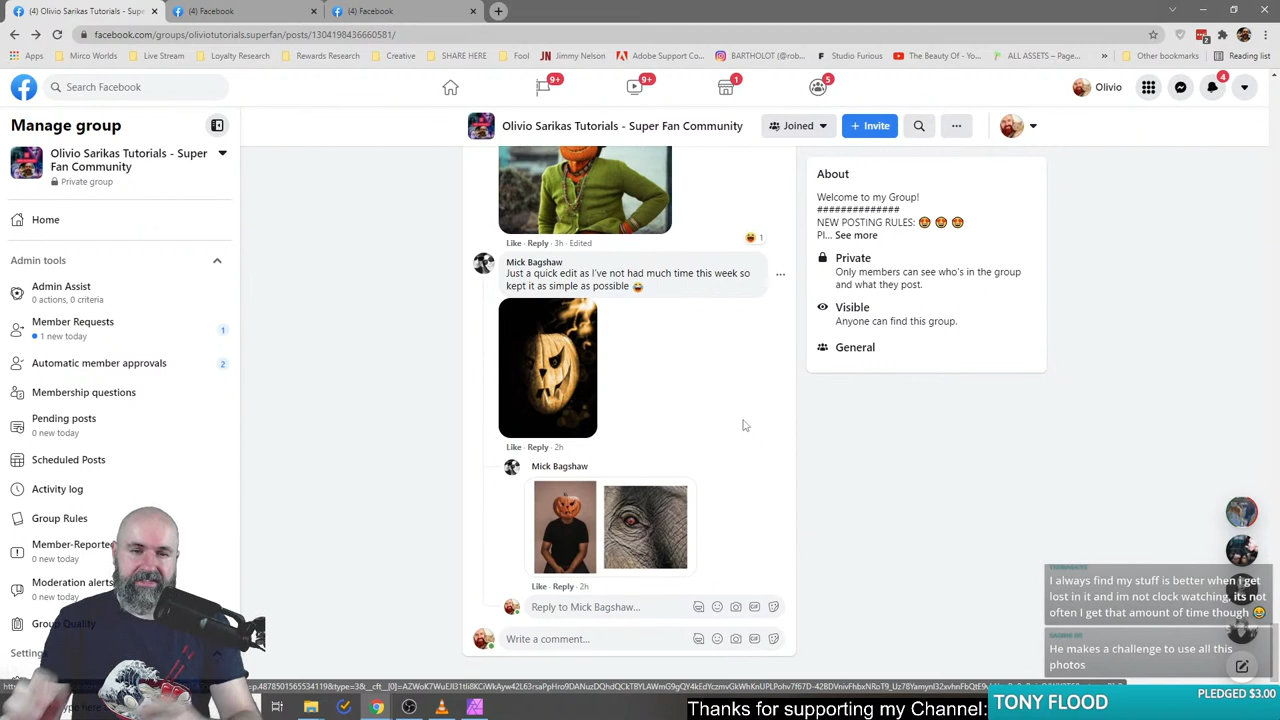 (4) Olivio Sarikas Tutorials - Sup
(4) Facebook
(4) Facebook
facebook.com/groups/oliviotutorials.superfan/posts/1304198436660581/
Apps
Mirco Worlds
Live Stream
Loyalty Research
Rewards Research
Creative
SHARE HERE
Fool
Jimmy Nelson
Adobe Support Co...
BARTHOLOT (@rob...
Studio Furious
The Beauty Of - You...
ALL ASSETS – Pleas...
»
Other bookmarks
Reading list
Search Facebook
9+
9+
1
5
Olivio
4
Manage group
Olivio Sarikas Tutorials - Super
Fan Community
Private group
Home
Admin tools
Admin Assist
0 actions, 0 criteria
Member Requests
1 new today
1
Automatic member approvals
2
Membership questions
Pending posts
0 new today
Scheduled Posts
Activity log
Group Rules
Member-Reporte
0 new today
Moderation alerts
0 new today
Group Quality
Settings
Olivio Sarikas Tutorials - Super Fan Community
Joined
+ Invite
Like · Reply · 3h · Edited
1
Mick Bagshaw
Just a quick edit as I've not had much time this week so
kept it as simple as possible 😂
Like · Reply · 2h
Mick Bagshaw
Like · Reply · 2h
Reply to Mick Bagshaw...
Write a comment...
About
Welcome to my Group!
##############
NEW POSTING RULES: 🤩 🤩 🤩
Pl... See more
Private
Only members can see who's in the group
and what they post.
Visible
Anyone can find this group.
General
I always find my stuff is better when i get
lost in it and im not clock watching, its not
often I get that amount of time though 😂
He makes a challenge to use all this
photos
Thanks for supporting my Channel:
TONY FLOOD
PLEDGED $3.00